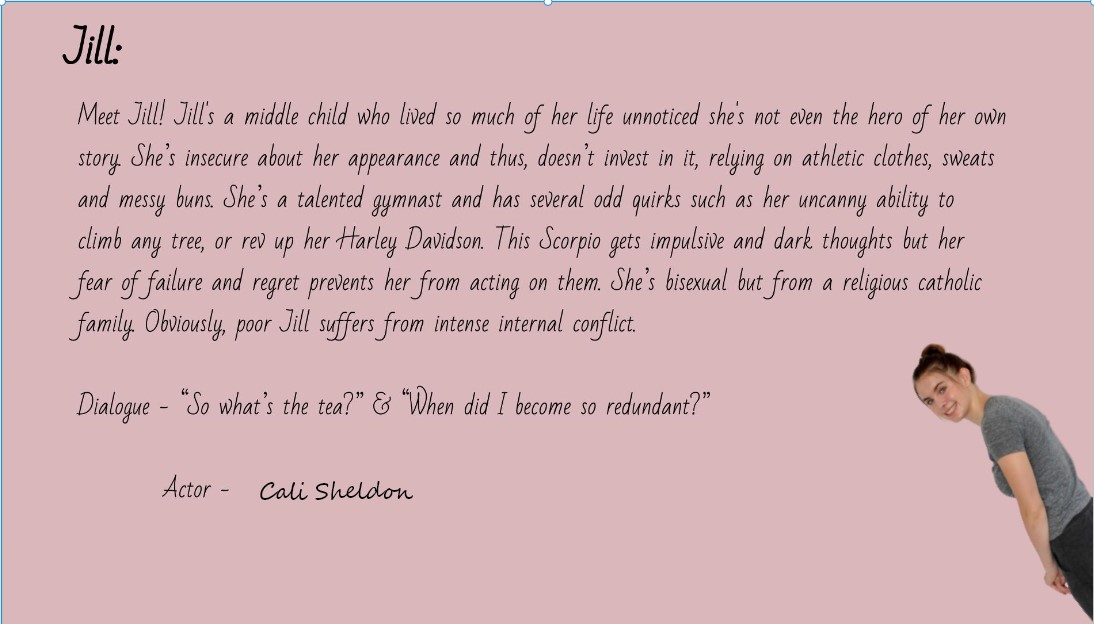 Jill:
Meet Jill! Jill's a middle child who lived so much of her life unnoticed she's not even the hero of her own
story. She’s insecure about her appearance and thus, doesn’t invest in it, relying on athletic clothes, sweats
and messy buns. She’s a talented gymnast and has several odd quirks such as her uncanny ability to
climb any tree, or rev up her Harley Davidson. This Scorpio gets impulsive and dark thoughts but her
fear of failure and regret prevents her from acting on them. She’s bisexual but from a religious catholic
family. Obviously, poor Jill suffers from intense internal conflict.
Dialogue - “So what’s the tea?” & “When did I become so redundant?”
Actor - Cali Sheldon